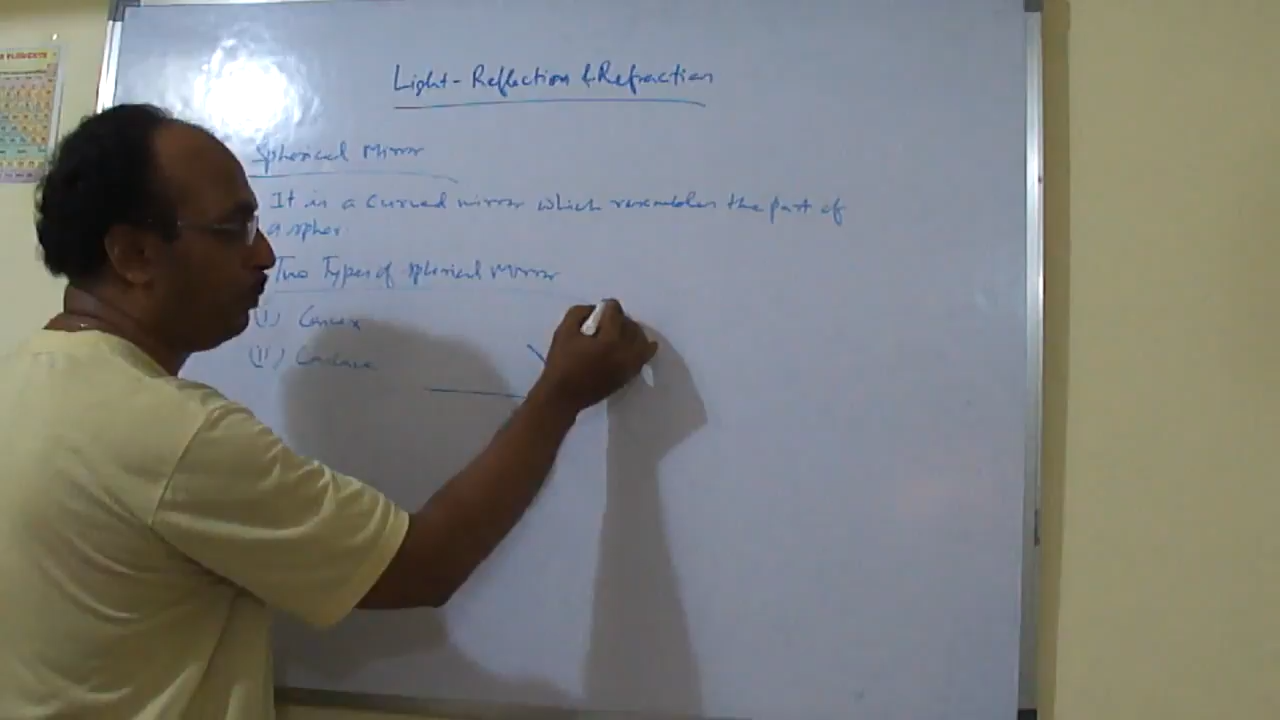 Light-Reflection & Refraction
Spherical Mirror
It is a curved mirror which resembles the part of
a spher
Two Types of Spherical Mirror
(i) Convex
(ii) Concave